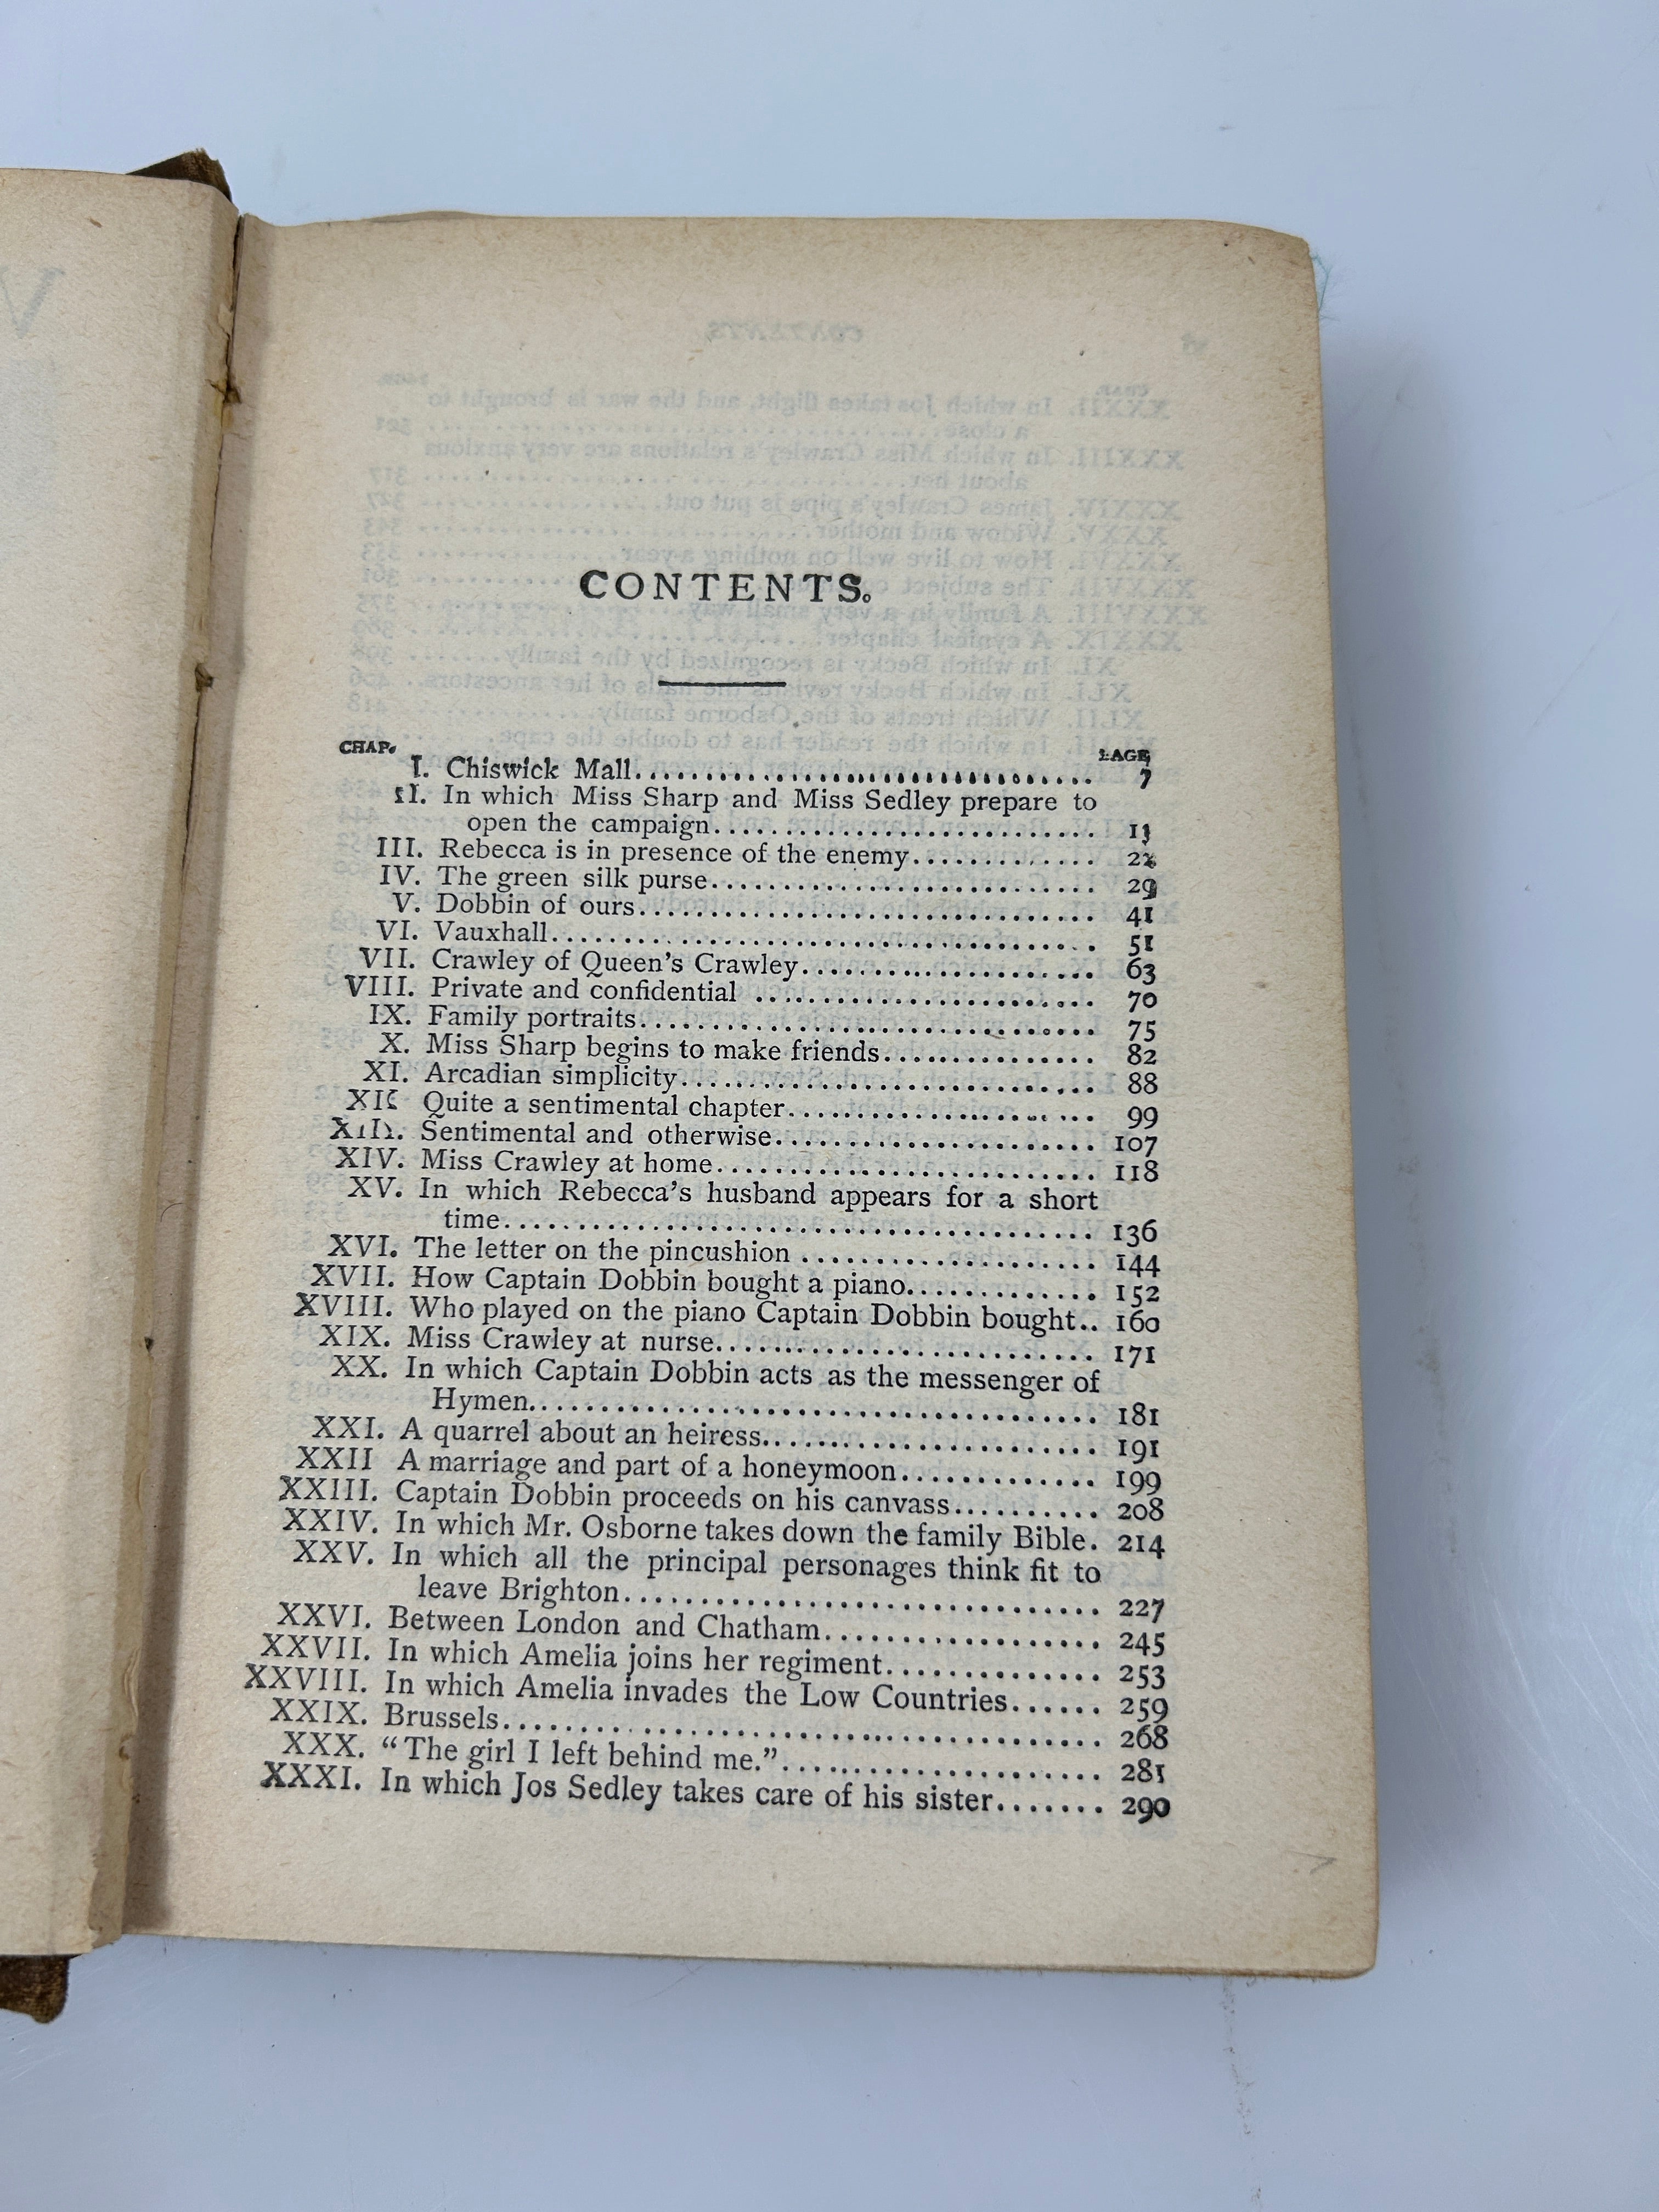 CONTENTS.
CHAP. PAGE
I. Chiswick Mall........................................ 7
II. In which Miss Sharp and Miss Sedley prepare to
open the campaign................................ 13
III. Rebecca is in presence of the enemy............. 22
IV. The green silk purse............................... 29
V. Dobbin of ours...................................... 41
VI. Vauxhall............................................ 51
VII. Crawley of Queen's Crawley..................... 63
VIII. Private and confidential ........................ 70
IX. Family portraits.................................... 75
X. Miss Sharp begins to make friends............... 82
XI. Arcadian simplicity................................ 88
XII Quite a sentimental chapter..................... 99
XIII. Sentimental and otherwise....................... 107
XIV. Miss Crawley at home............................ 118
XV. In which Rebecca's husband appears for a short
time............................................ 136
XVI. The letter on the pincushion ..................... 144
XVII. How Captain Dobbin bought a piano............. 152
XVIII. Who played on the piano Captain Dobbin bought.. 160
XIX. Miss Crawley at nurse............................ 171
XX. In which Captain Dobbin acts as the messenger of
Hymen.......................................... 181
XXI. A quarrel about an heiress........................ 191
XXII A marriage and part of a honeymoon............. 199
XXIII. Captain Dobbin proceeds on his canvass.......... 208
XXIV. In which Mr. Osborne takes down the family Bible. 214
XXV. In which all the principal personages think fit to
leave Brighton.................................. 227
XXVI. Between London and Chatham................... 245
XXVII. In which Amelia joins her regiment.............. 253
XXVIII. In which Amelia invades the Low Countries...... 259
XXIX. Brussels.......................................... 268
XXX. "The girl I left behind me."...................... 281
XXXI. In which Jos Sedley takes care of his sister....... 290